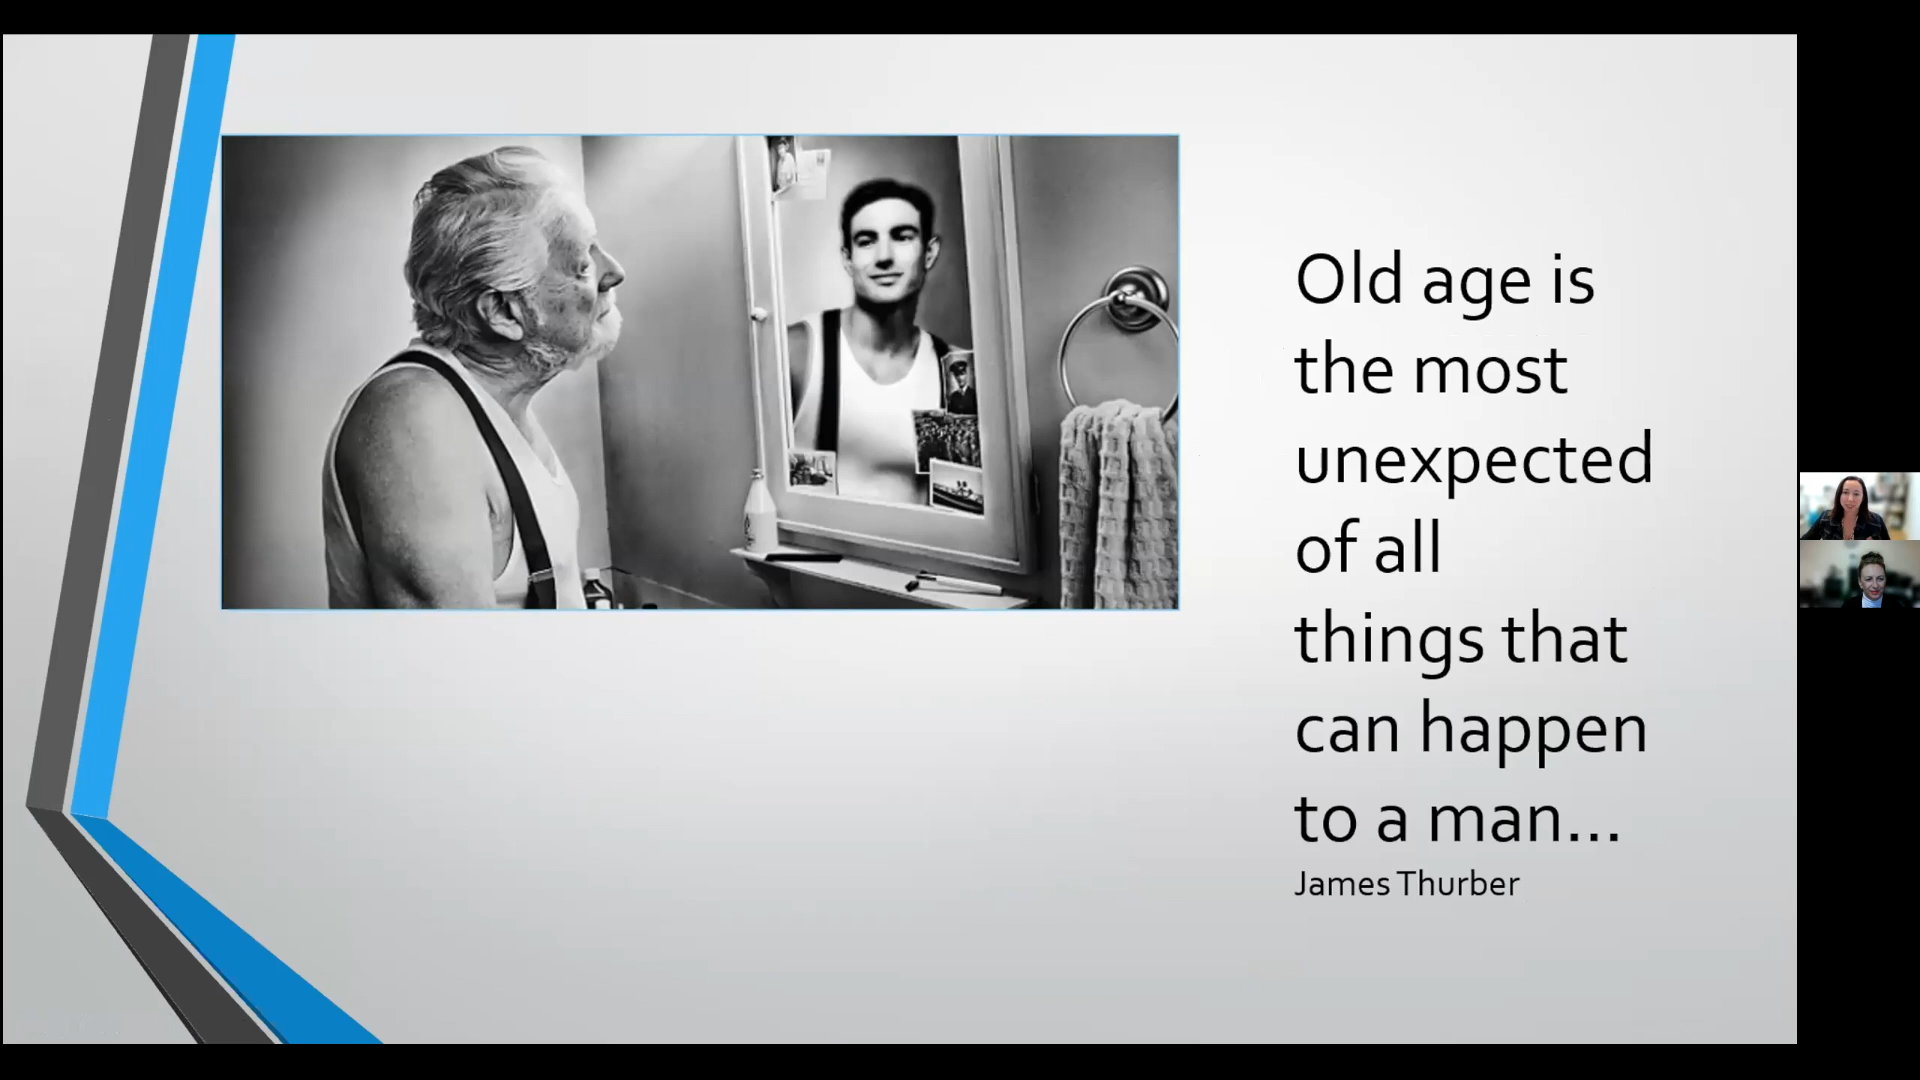 Old age is
the most
unexpected
of all
things that
can happen
to a man...
James Thurber